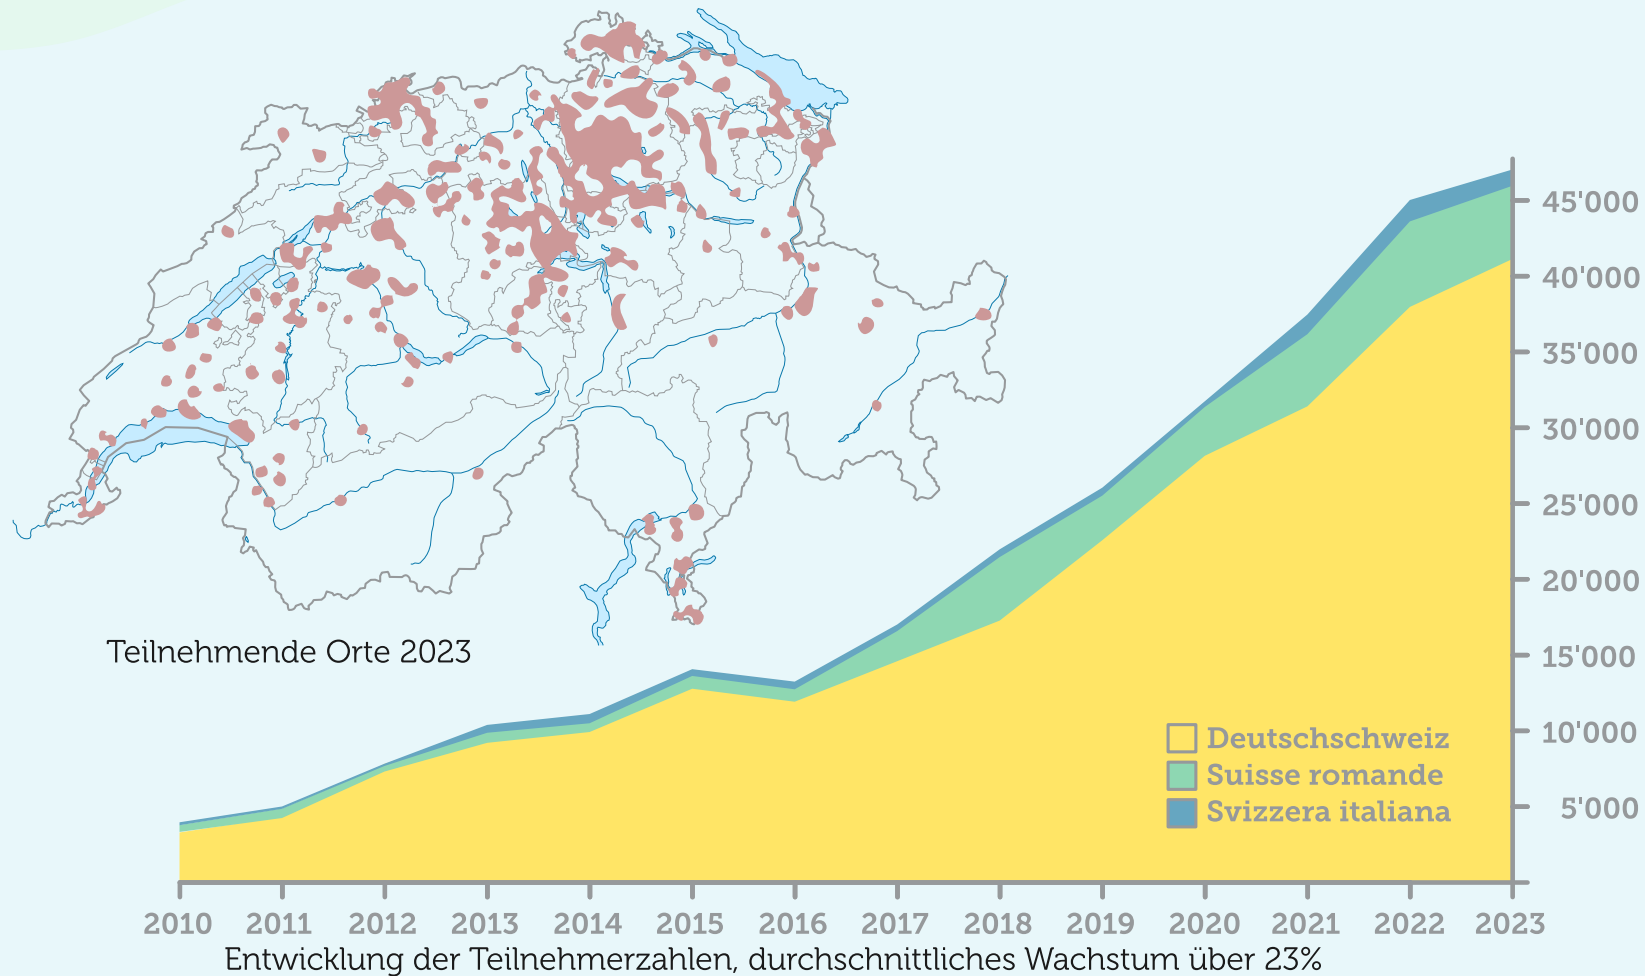 Teilnehmende Orte 2023
45'000
40'000
35'000
30'000
25'000
20'000
15'000
10'000
5'000
Deutschschweiz
Suisse romande
Svizzera italiana
2010 2011 2012 2013 2014 2015 2016 2017 2018 2019 2020 2021 2022 2023
Entwicklung der Teilnehmerzahlen, durchschnittliches Wachstum über 23%